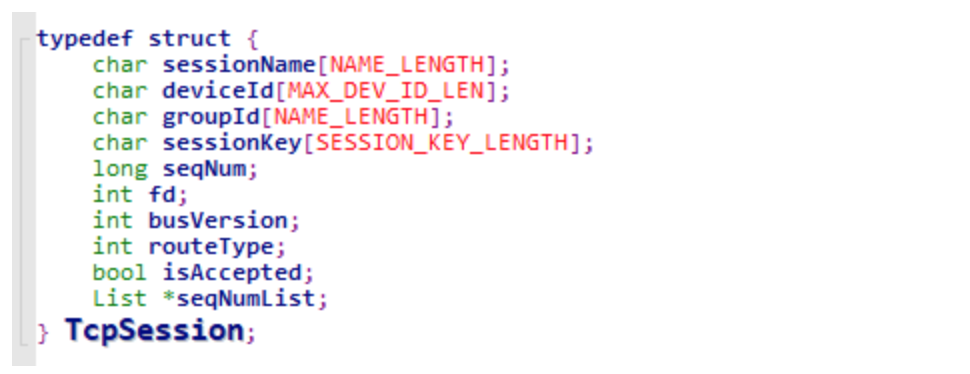 typedef struct {
    char sessionName[NAME_LENGTH];
    char deviceId[MAX_DEV_ID_LEN];
    char groupId[NAME_LENGTH];
    char sessionKey[SESSION_KEY_LENGTH];
    long seqNum;
    int fd;
    int busVersion;
    int routeType;
    bool isAccepted;
    List *seqNumList;
} TcpSession;